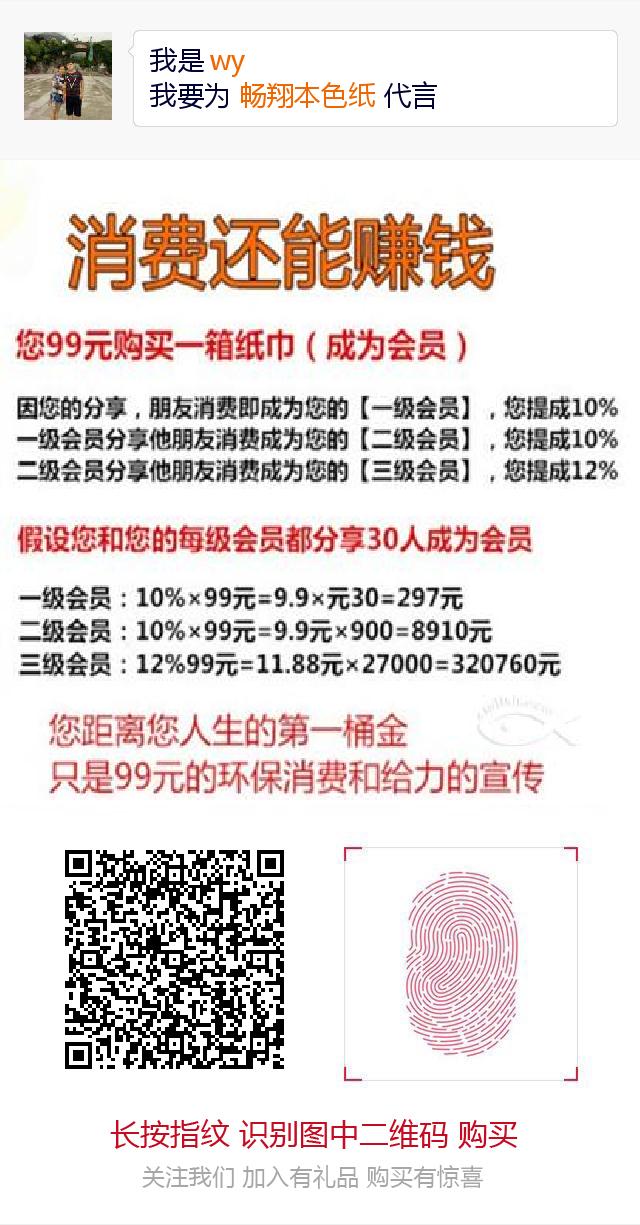 我是wy
我要为 畅翔本色纸 代言
消费还能赚钱
您99元购买一箱纸巾（成为会员）
因您的分享，朋友消费即成为您的【一级会员】，您提成10%
一级会员分享他朋友消费成为您的【二级会员】，您提成10%
二级会员分享他朋友消费成为您的【三级会员】，您提成12%
假设您和您的每级会员都分享30人成为会员
一级会员：10%×99元=9.9×元30=297元
二级会员：10%×99元=9.9元×900=8910元
三级会员：12%99元=11.88元×27000=320760元
您距离您人生的第一桶金
只是99元的环保消费和给力的宣传
长按指纹 识别图中二维码 购买
关注我们 加入有礼品 购买有惊喜